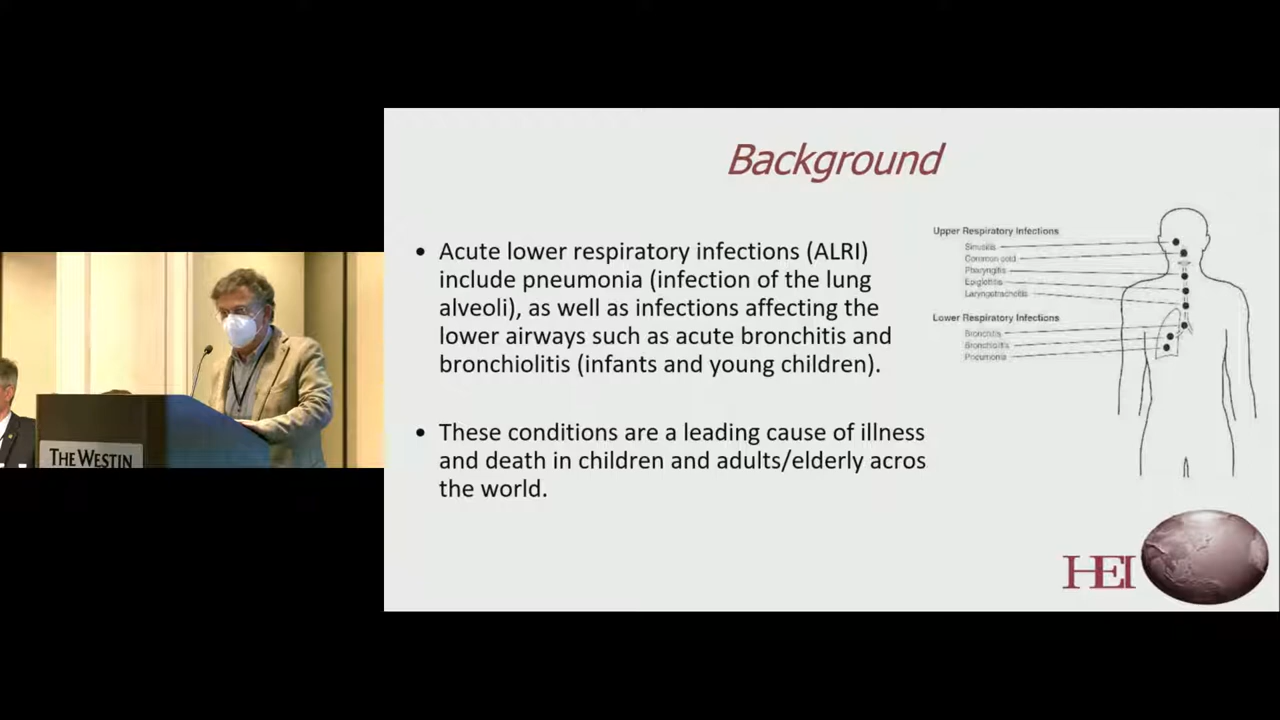 Background
• Acute lower respiratory infections (ALRI)
include pneumonia (infection of the lung
alveoli), as well as infections affecting the
lower airways such as acute bronchitis and
bronchiolitis (infants and young children).
• These conditions are a leading cause of illness
and death in children and adults/elderly acros
the world.
Upper Respiratory Infections
Sinusitis
Common cold
Pharyngitis
Epiglottitis
Laryngotracheitis
Lower Respiratory Infections
Bronchitis
Bronchiolitis
Pneumonia
HEI
THE WESTIN